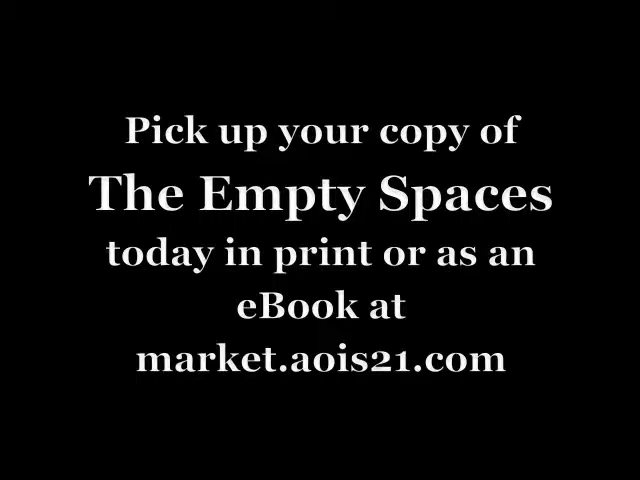 Pick up your copy of
The Empty Spaces
today in print or as an
eBook at
market.aois21.com